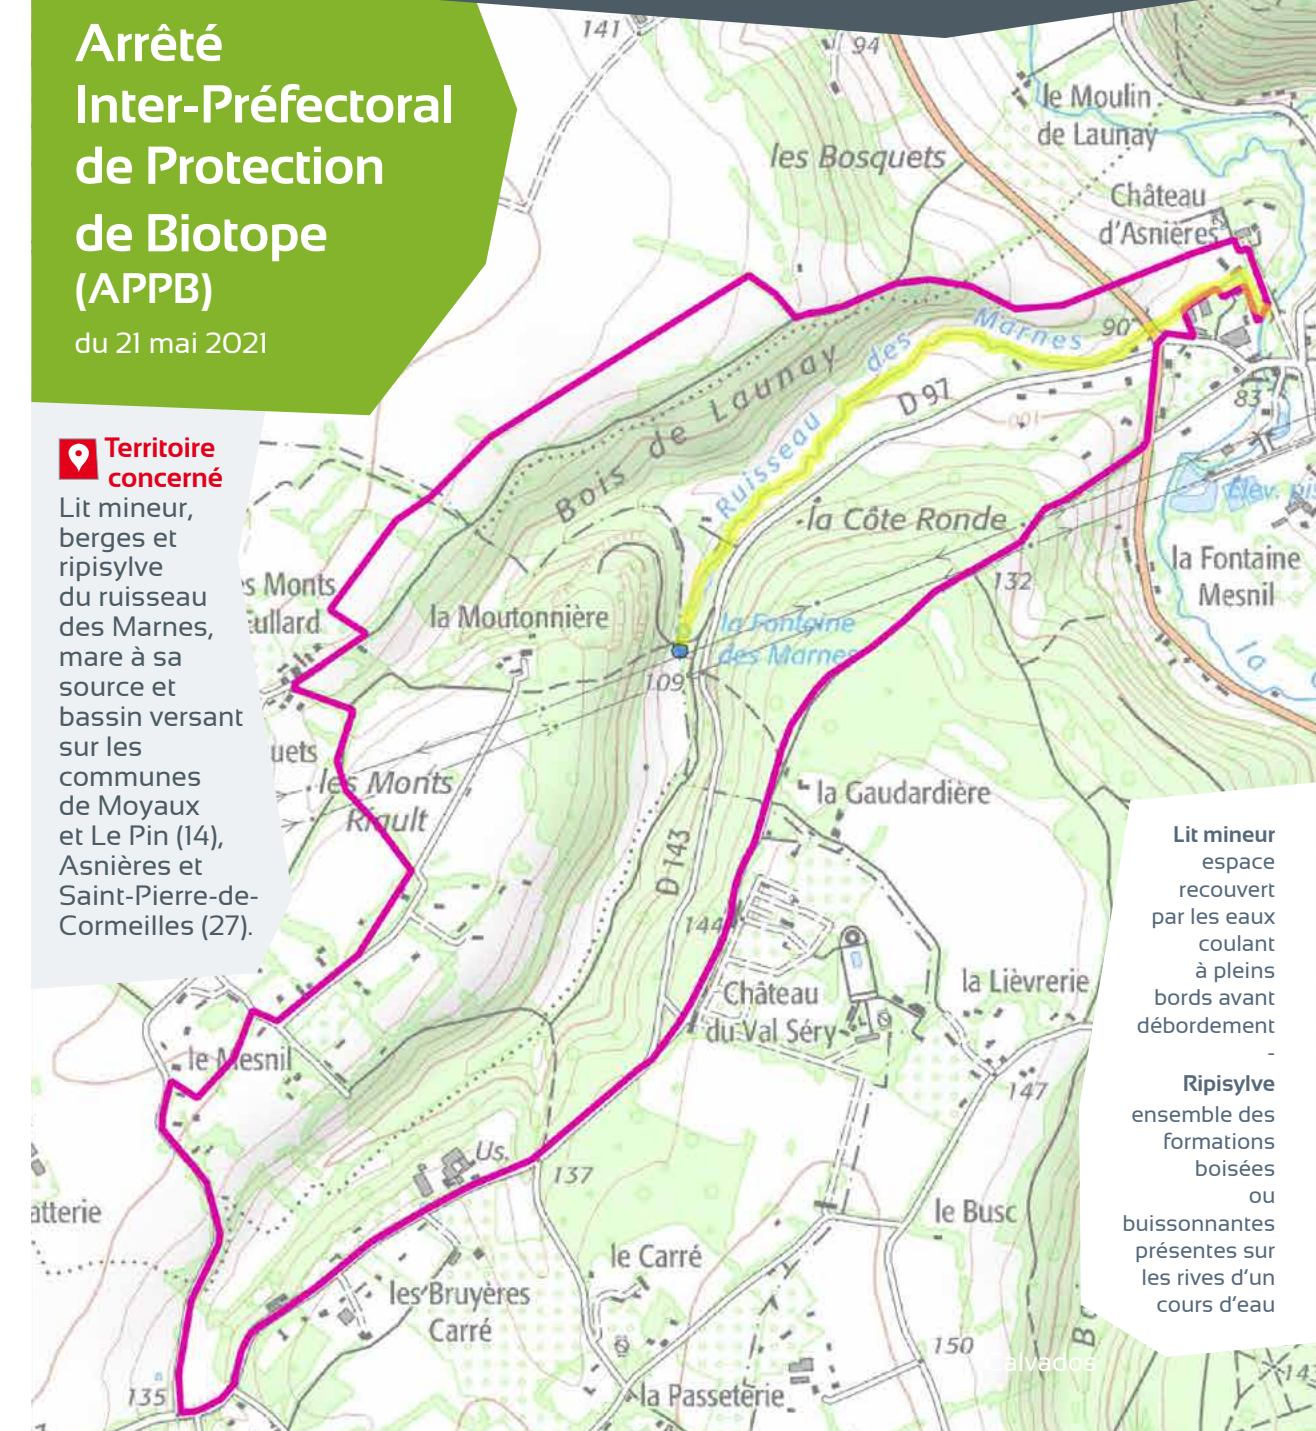 Arrêté
Inter-Préfectoral
de Protection
de Biotope
(APPB)
du 21 mai 2021
Territoire
concerné
Lit mineur,
berges et
ripisylve
du ruisseau
des Marnes,
mare à sa
source et
bassin versant
sur les
communes
de Moyaux
et Le Pin (14),
Asnières et
Saint-Pierre-de-
Cormeilles (27).
141
94
le Moulin
de Launay
les Bosquets
Château
d'Asnières
Ruisseau des Marnes
90
Bois de Launay
D 97
83
la Côte Ronde
132
la Fontaine
Mesnil
la
Monts
la Moutonnière
la Fontaine
des Marnes
109
les Monts
Riault
la Gaudardière
D 143
144
Château
du Val Séry
la Lièvrerie
147
le Mesnil
Us.
137
le Busc
le Carré
les Bruyères
Carré
150
Calvados
135
la Passeterie
Lit mineur
espace
recouvert
par les eaux
coulant
à pleins
bords avant
débordement
-
Ripisylve
ensemble des
formations
boisées
ou
buissonnantes
présentes sur
les rives d'un
cours d'eau